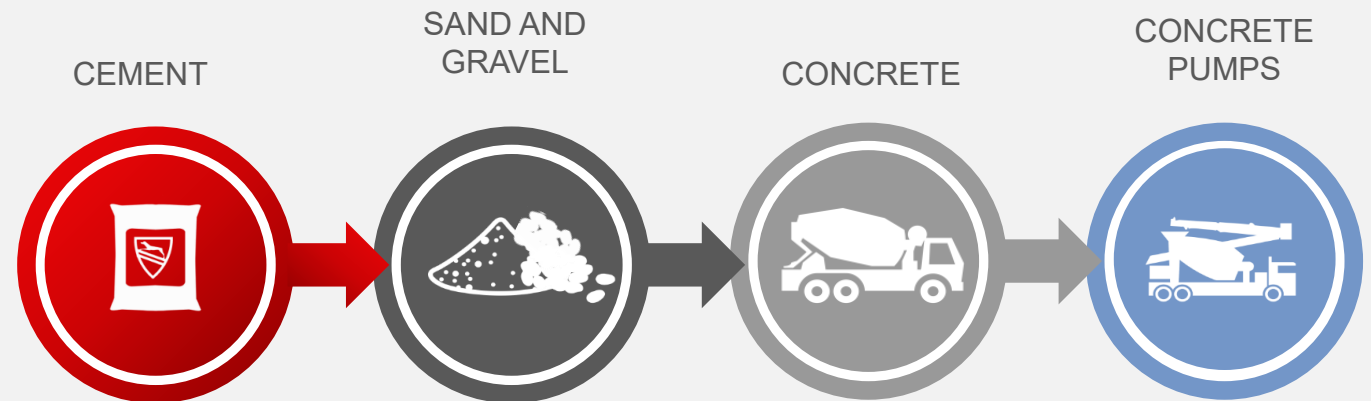 CEMENT
SAND AND
GRAVEL
CONCRETE
CONCRETE
PUMPS